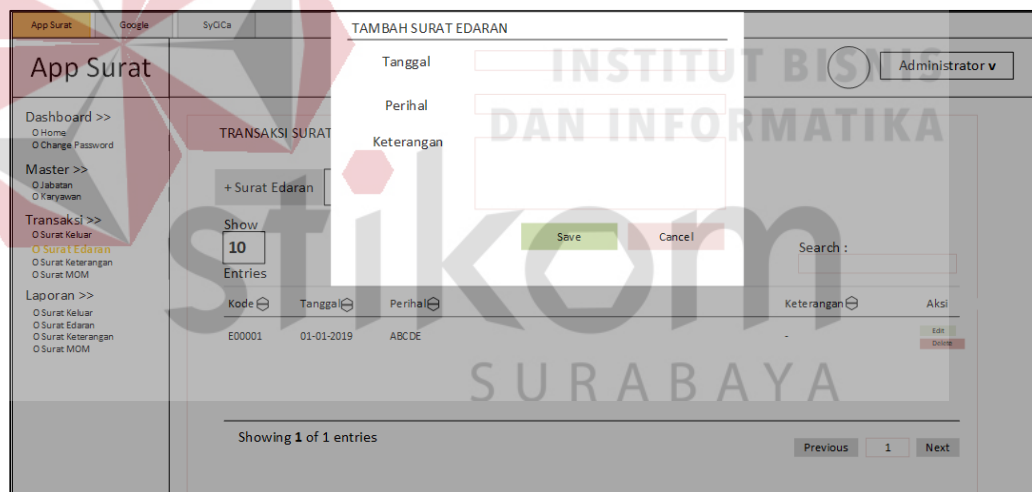 App Surat
Google
SyCiCa
TAMBAH SURAT EDARAN
Tanggal
Perihal
Keterangan
Save
Cancel
App Surat
Administrator v
Dashboard >>
O Home
O Change Password
Master >>
O Jabatan
O Karyawan
Transaksi >>
O Surat Keluar
O Surat Edaran
O Surat Keterangan
O Surat MOM
Laporan >>
O Surat Keluar
O Surat Edaran
O Surat Keterangan
O Surat MOM
TRANSAKSI SURAT
+ Surat Edaran
Show
10
Entries
Search :
Kode Tanggal Perihal Keterangan Aksi
E00001 01-01-2019 ABCDE - Edit
Delete
Showing 1 of 1 entries
Previous 1 Next
INSTITUT BISNIS
DAN INFORMATIKA
stikom
SURABAYA